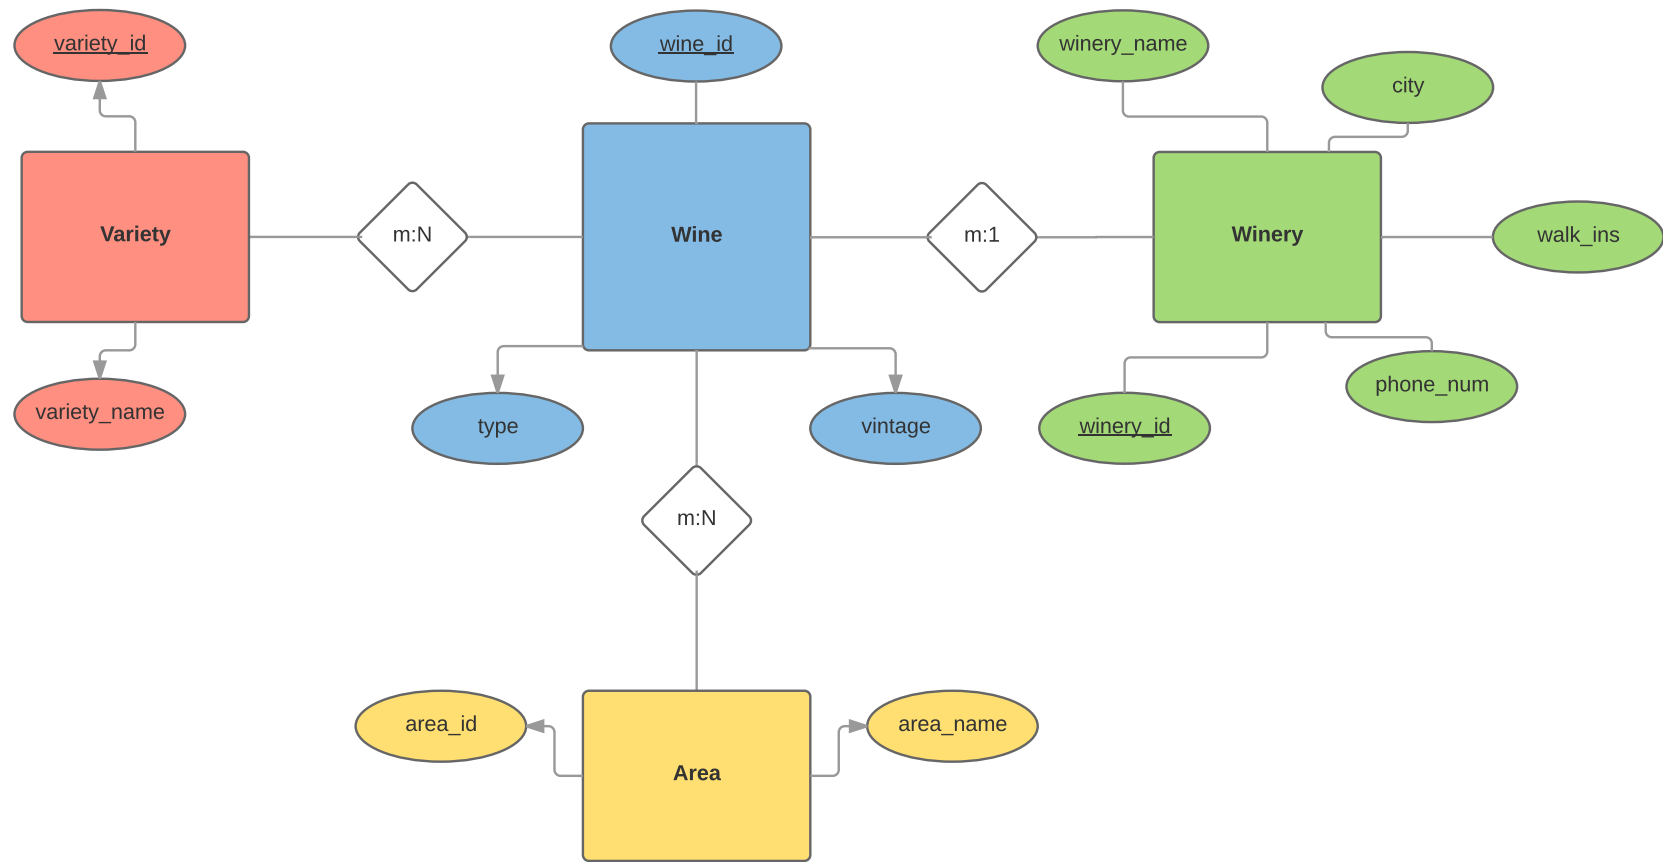 variety_id
wine_id
winery_name
city
Variety
m:N
Wine
m:1
Winery
walk_ins
variety_name
type
vintage
winery_id
phone_num
m:N
area_id
area_name
Area